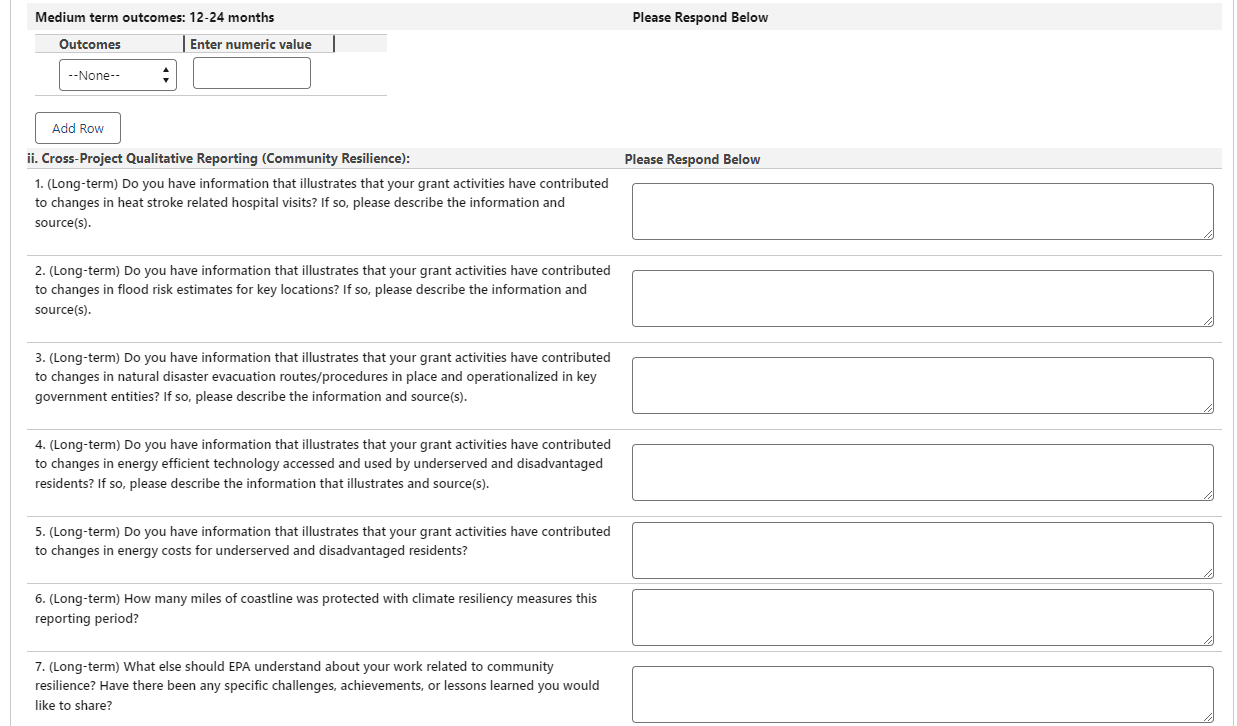 Medium term outcomes: 12-24 months Please Respond Below
Outcomes Enter numeric value
--None--
Add Row
ii. Cross-Project Qualitative Reporting (Community Resilience): Please Respond Below
1. (Long-term) Do you have information that illustrates that your grant activities have contributed
to changes in heat stroke related hospital visits? If so, please describe the information and
source(s).
2. (Long-term) Do you have information that illustrates that your grant activities have contributed
to changes in flood risk estimates for key locations? If so, please describe the information and
source(s).
3. (Long-term) Do you have information that illustrates that your grant activities have contributed
to changes in natural disaster evacuation routes/procedures in place and operationalized in key
government entities? If so, please describe the information and source(s).
4. (Long-term) Do you have information that illustrates that your grant activities have contributed
to changes in energy efficient technology accessed and used by underserved and disadvantaged
residents? If so, please describe the information that illustrates and source(s).
5. (Long-term) Do you have information that illustrates that your grant activities have contributed
to changes in energy costs for underserved and disadvantaged residents?
6. (Long-term) How many miles of coastline was protected with climate resiliency measures this
reporting period?
7. (Long-term) What else should EPA understand about your work related to community
resilience? Have there been any specific challenges, achievements, or lessons learned you would
like to share?